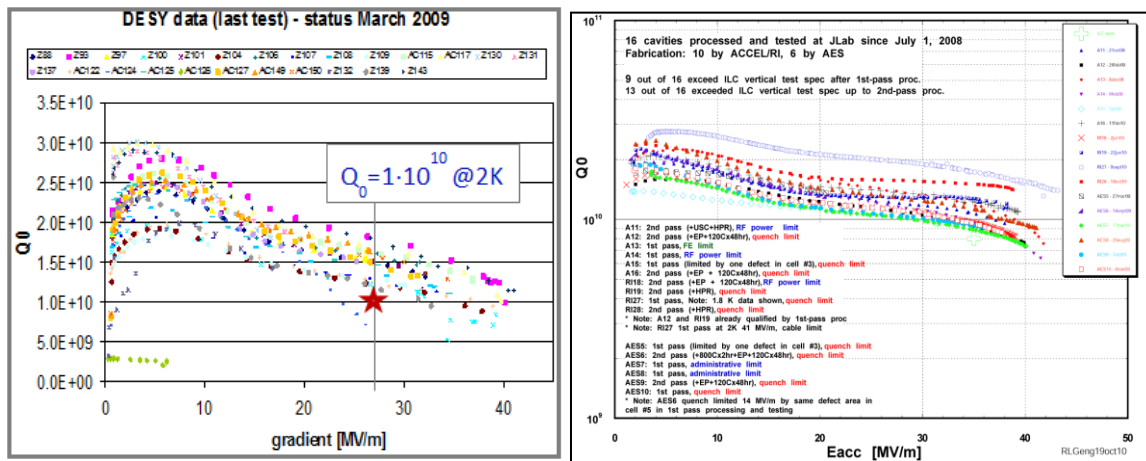 DESY data (last test) - status March 2009
Z88 Z93 Z97 Z100 Z101 Z104 Z106 Z107 Z108 Z109 AC115 AC117 Z130 Z131
Z137 AC122 AC124 AC125 AC126 AC127 AC149 AC150 Z132 Z139 Z143
3.5E+10
3.0E+10
2.5E+10
2.0E+10
1.5E+10
1.0E+10
5.0E+09
0.0E+00
Q0
Q₀=1·10¹⁰@2K
0 10 20 30 40 50
gradient [MV/m]
10¹¹
10¹⁰
10⁹
Q0
16 cavities processed and tested at JLab since July 1, 2008
Fabrication: 10 by ACCEL/RI, 6 by AES
9 out of 16 exceed ILC vertical test spec after 1st-pass proc.
13 out of 16 exceeded ILC vertical test spec up to 2nd-pass proc.
A11: 2nd pass (+USC+HPR), RF power limit
A12: 2nd pass (+EP+120Cx48hr), quench limit
A13: 1st pass, FE limit
A14: 1st pass, RF power limit
A15: 1st pass (limited by one defect in cell #3), quench limit
A16: 2nd pass (+EP + 120Cx48hr), quench limit
RI18: 2nd pass (+EP + 120Cx48hr), RF power limit
RI19: 2nd pass (+HPR), quench limit
RI27: 1st pass, Note: 1.8 K data shown, quench limit
RI28: 2nd pass (+HPR), quench limit
* Note: A12 and RI19 already qualified by 1st-pass proc
* Note: RI27 1st pass at 2K 41 MV/m, cable limit
AES5: 1st pass (limited by one defect in cell #3), quench limit
AES6: 2nd pass (+800Cx2hr+EP+120Cx48hr), quench limit
AES7: 1st pass, administrative limit
AES8: 1st pass, administrative limit
AES9: 2nd pass (+EP+120Cx48hr), quench limit
AES10: 1st pass, quench limit
* Note: AES6 quench limited 14 MV/m by same defect area in
cell #5 in 1st pass processing and testing
0 10 20 30 40 50
Eacc [MV/m]
RLGeng19oct10